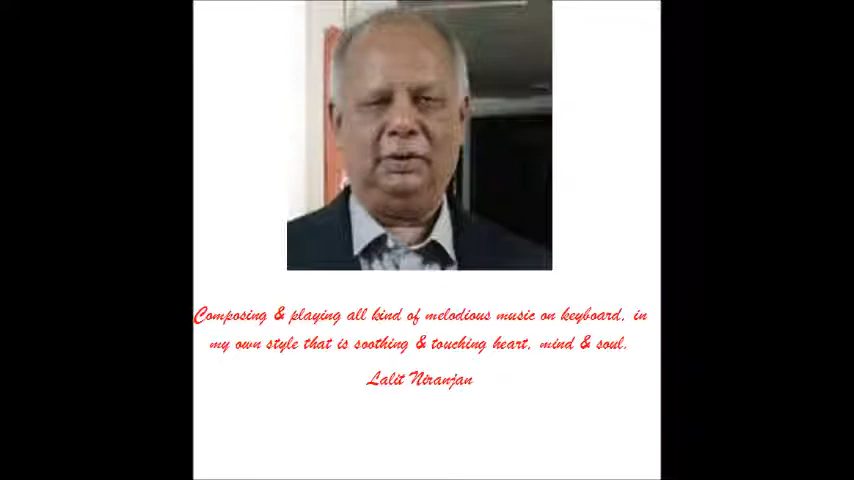 Composing & playing all kind of melodious music on keyboard, in
my own style that is soothing & touching heart, mind & soul.
Lalit Niranjan